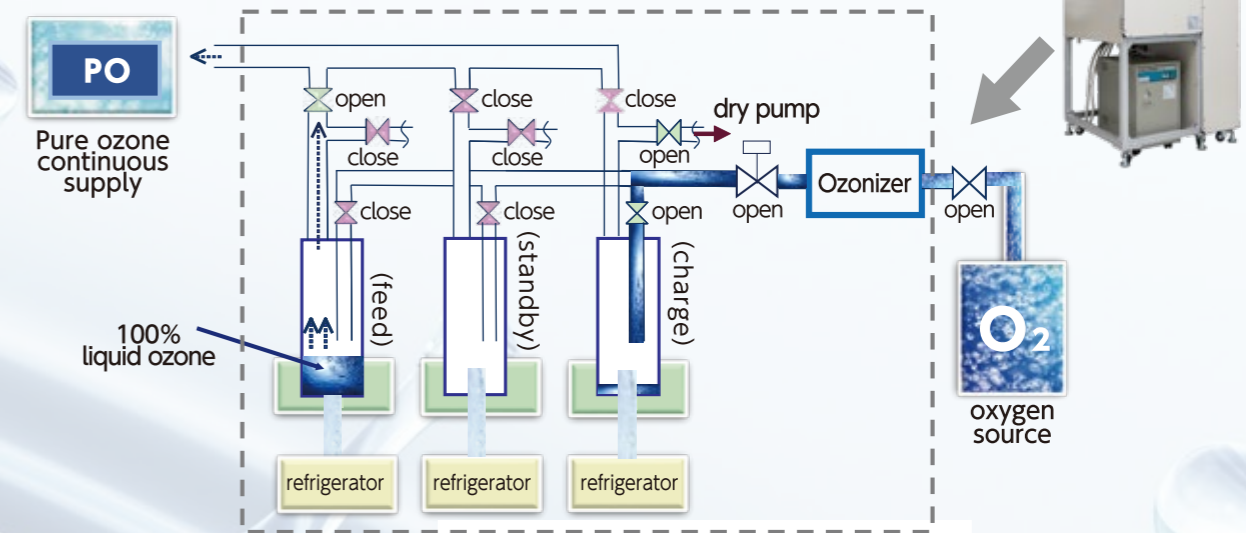 PO
Pure ozone
continuous
supply
open
close
close
close
close
close
open
dry pump
open
Ozonizer
open
close
close
open
(feed)
(standby)
(charge)
100%
liquid ozone
O2
oxygen
source
refrigerator
refrigerator
refrigerator